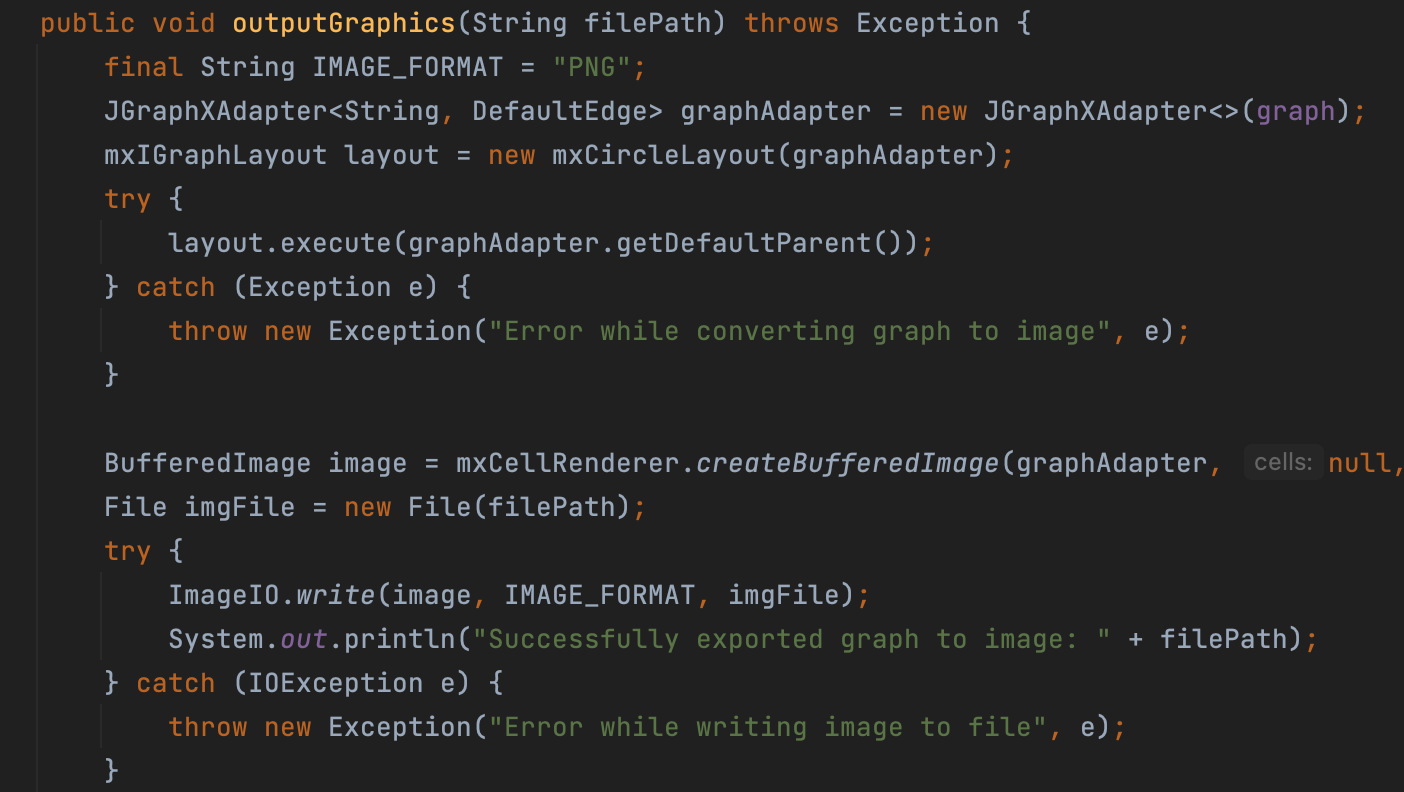 public void outputGraphics(String filePath) throws Exception {
    final String IMAGE_FORMAT = "PNG";
    JGraphXAdapter<String, DefaultEdge> graphAdapter = new JGraphXAdapter<>(graph);
    mxIGraphLayout layout = new mxCircleLayout(graphAdapter);
    try {
        layout.execute(graphAdapter.getDefaultParent());
    } catch (Exception e) {
        throw new Exception("Error while converting graph to image", e);
    }

    BufferedImage image = mxCellRenderer.createBufferedImage(graphAdapter, cells: null,
    File imgFile = new File(filePath);
    try {
        ImageIO.write(image, IMAGE_FORMAT, imgFile);
        System.out.println("Successfully exported graph to image: " + filePath);
    } catch (IOException e) {
        throw new Exception("Error while writing image to file", e);
    }